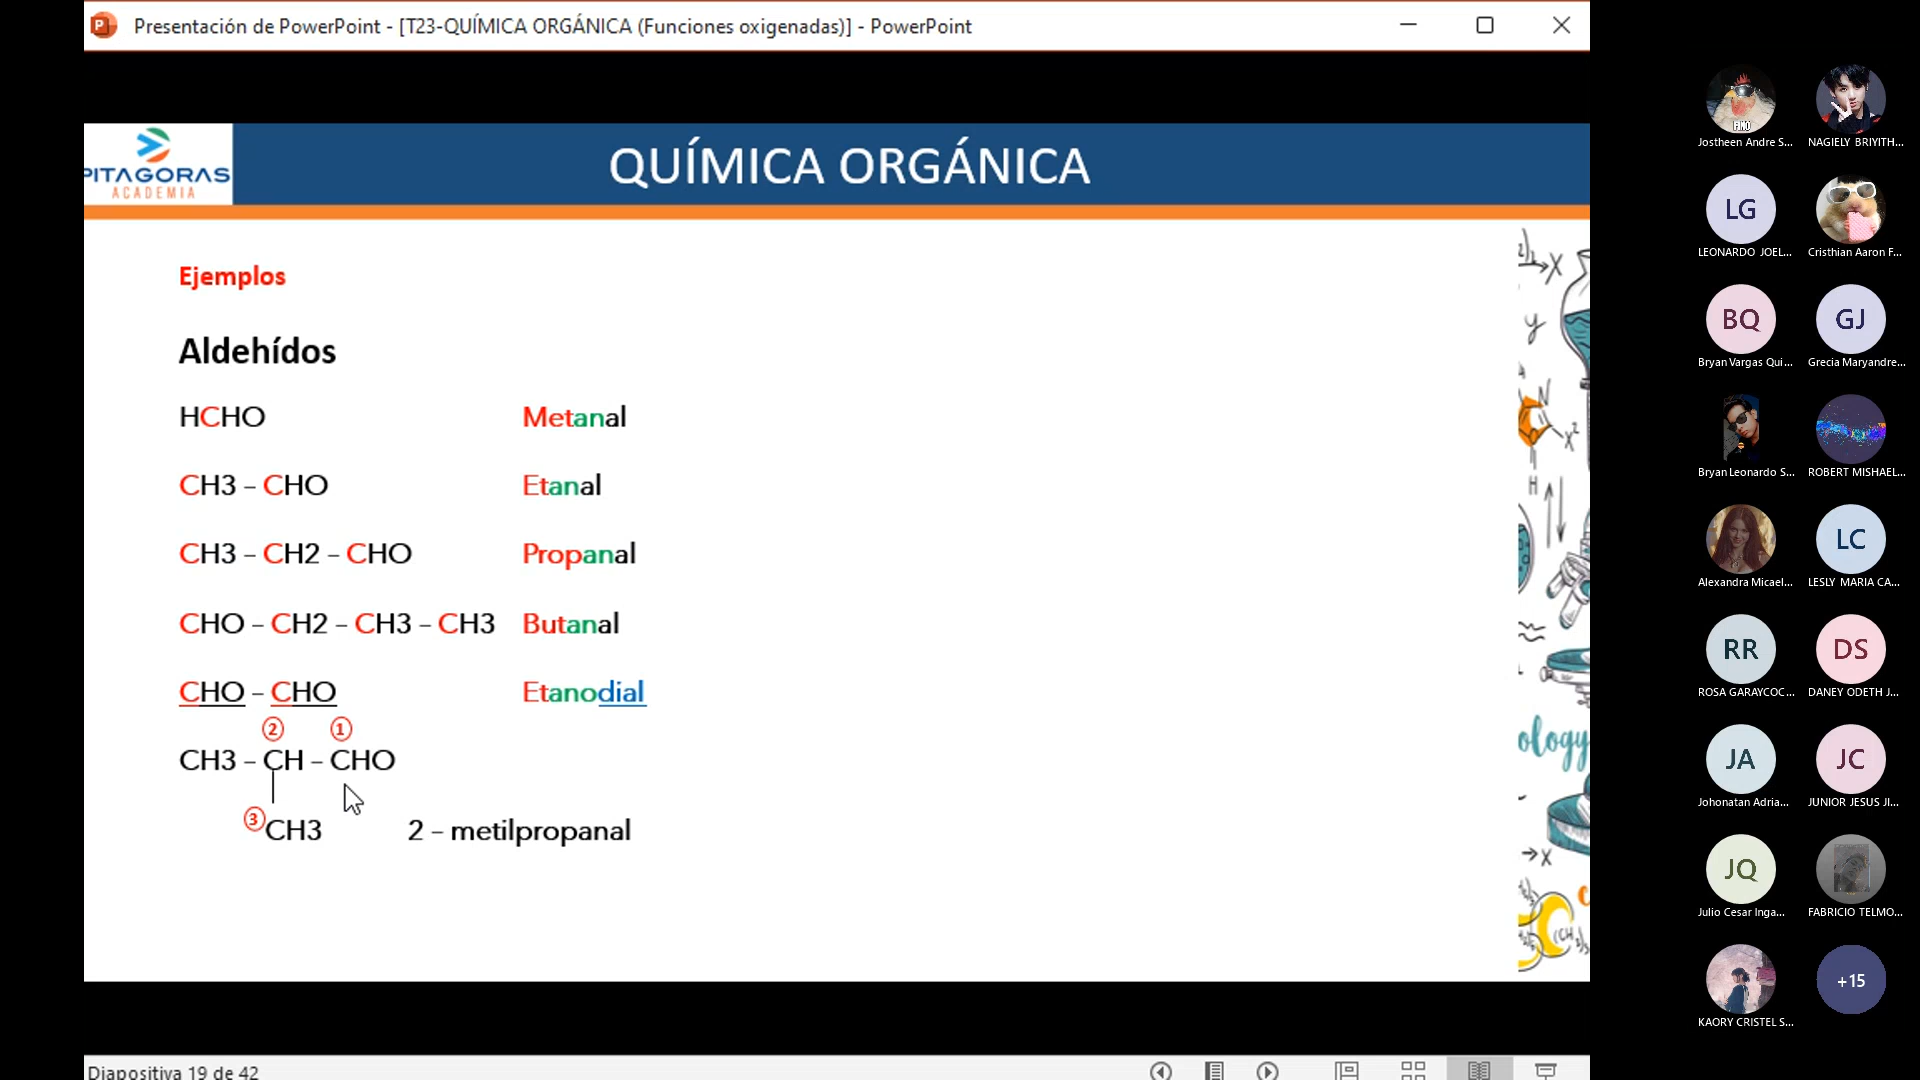 Presentación de PowerPoint - [T23-QUÍMICA ORGÁNICA (Funciones oxigenadas)] - PowerPoint
PITAGORAS
ACADEMIA
QUÍMICA ORGÁNICA
Ejemplos
Aldehídos
HCHO Metanal
CH3 – CHO Etanal
CH3 – CH2 – CHO Propanal
CHO – CH2 – CH3 – CH3 Butanal
CHO – CHO Etanodial
2 1
CH3 – CH – CHO
3 CH3 2 – metilpropanal
Diapositiva 19 de 42
Jostheen Andre S...
NAGIELY BRIYITH...
LG
LEONARDO JOEL...
Cristhian Aaron F...
BQ
Bryan Vargas Qui...
GJ
Grecia Maryandre...
Bryan Leonardo S...
ROBERT MISHAEL...
Alexandra Micael...
LC
LESLY MARIA CA...
RR
ROSA GARAYCOC...
DS
DANEY ODETH J...
JA
Johonatan Adria...
JC
JUNIOR JESUS JI...
JQ
Julio Cesar Inga...
FABRICIO TELMO...
KAORY CRISTEL S...
+15
y
N
X²
H
ology
→X